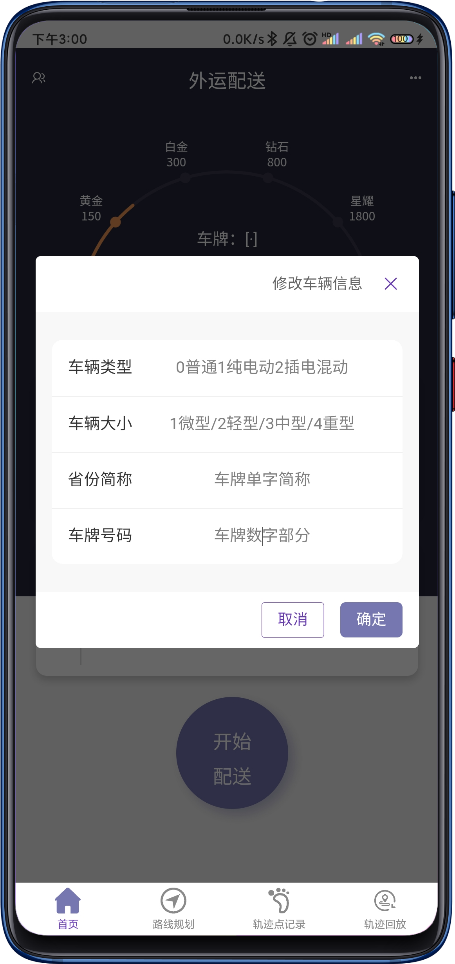 下午3:00
0.0K/s
HD
100
外运配送
白金
300
钻石
800
黄金
150
星耀
1800
车牌：[·]
修改车辆信息
车辆类型 0普通1纯电动2插电混动
车辆大小 1微型/2轻型/3中型/4重型
省份简称 车牌单字简称
车牌号码 车牌数字部分
取消 确定
开始
配送
首页 路线规划 轨迹点记录 轨迹回放